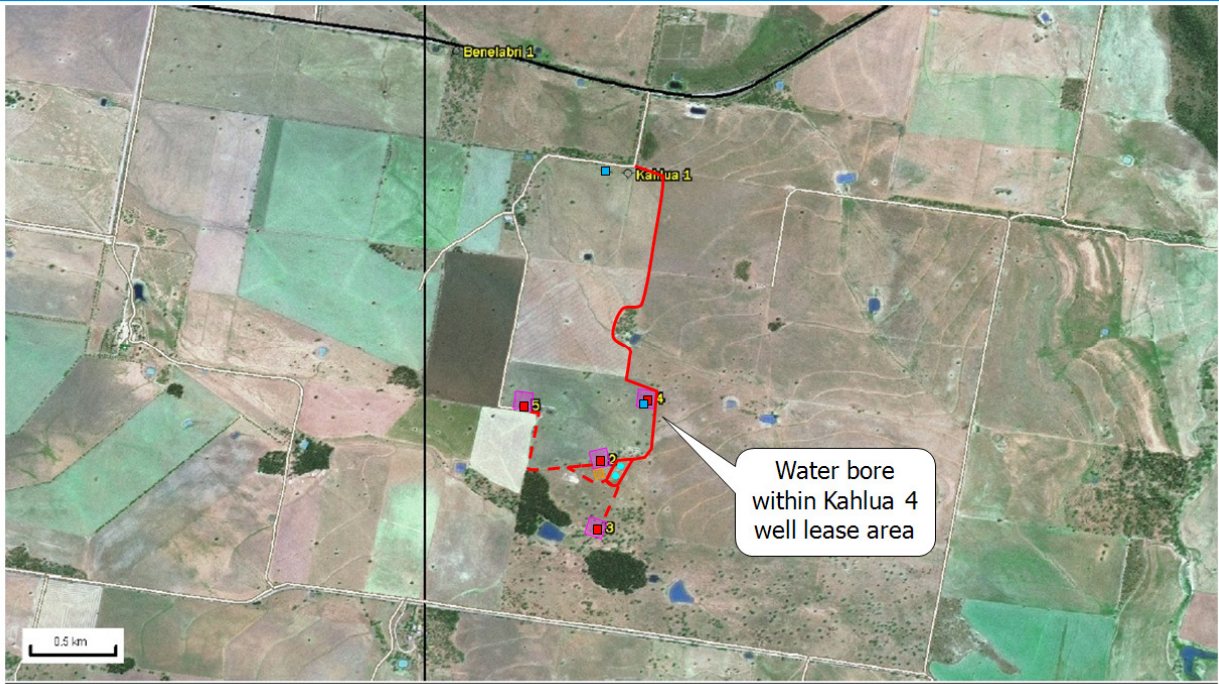 Benelabri 1
Kahlua 1
5
4
2
3
Water bore
within Kahlua 4
well lease area
0.5 km